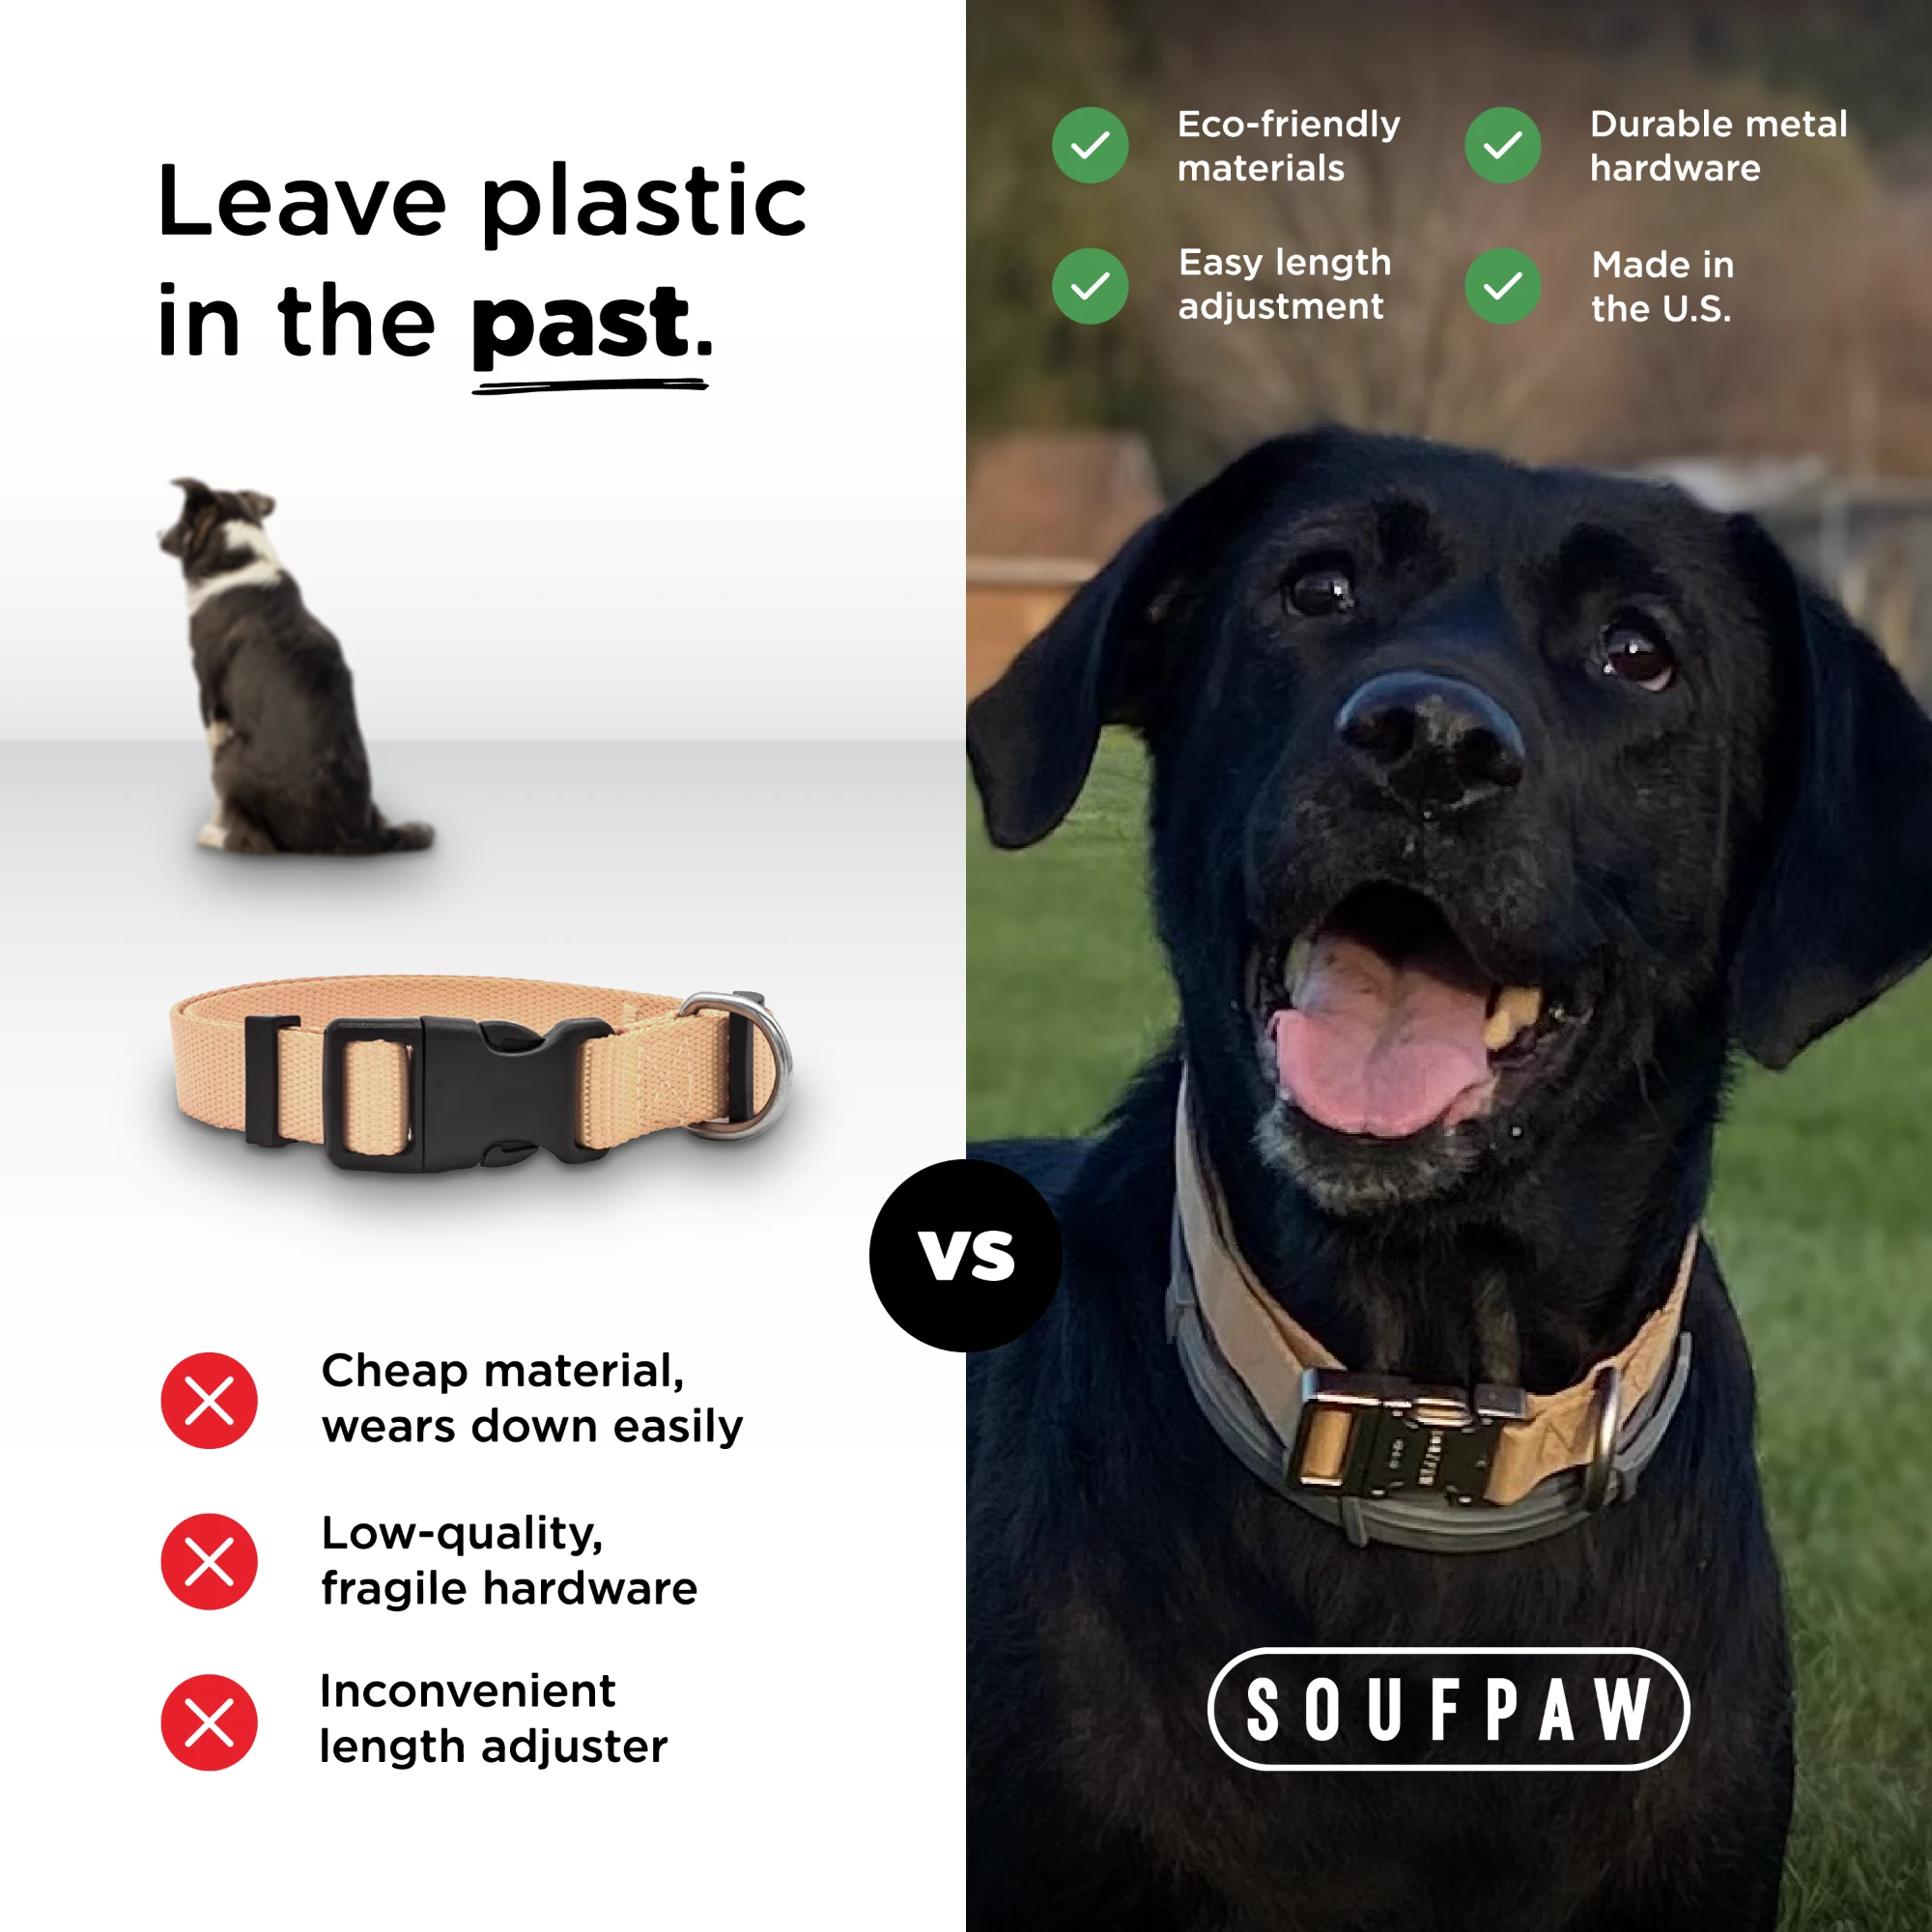 Leave plastic
in the past.
Cheap material,
wears down easily
Low-quality,
fragile hardware
Inconvenient
length adjuster
VS
Eco-friendly
materials
Durable metal
hardware
Easy length
adjustment
Made in
the U.S.
SOUFPAW